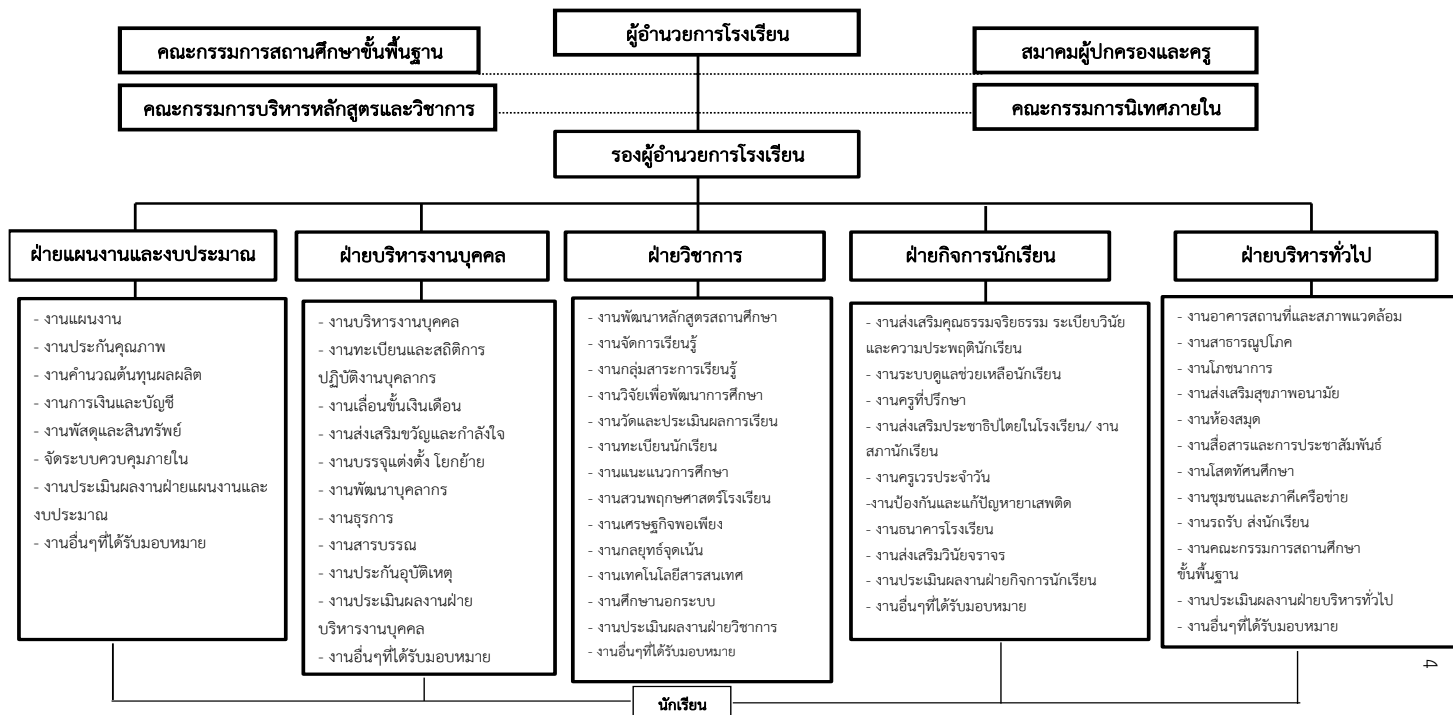 ผู้อำนวยการโรงเรียน
คณะกรรมการสถานศึกษาขั้นพื้นฐาน
สมาคมผู้ปกครองและครู
คณะกรรมการบริหารหลักสูตรและวิชาการ
คณะกรรมการนิเทศภายใน
รองผู้อำนวยการโรงเรียน
ฝ่ายแผนงานและงบประมาณ
- งานแผนงาน
- งานประกันคุณภาพ
- งานคำนวณต้นทุนผลผลิต
- งานการเงินและบัญชี
- งานพัสดุและสินทรัพย์
- จัดระบบควบคุมภายใน
- งานประเมินผลงานฝ่ายแผนงานและ
งบประมาณ
- งานอื่นๆที่ได้รับมอบหมาย
ฝ่ายบริหารงานบุคคล
- งานบริหารงานบุคคล
- งานทะเบียนและสถิติการ
ปฏิบัติงานบุคลากร
- งานเลื่อนขั้นเงินเดือน
- งานส่งเสริมขวัญและกำลังใจ
- งานบรรจุแต่งตั้ง โยกย้าย
- งานพัฒนาบุคลากร
- งานธุรการ
- งานสารบรรณ
- งานประกันอุบัติเหตุ
- งานประเมินผลงานฝ่าย
บริหารงานบุคคล
- งานอื่นๆที่ได้รับมอบหมาย
ฝ่ายวิชาการ
- งานพัฒนาหลักสูตรสถานศึกษา
- งานจัดการเรียนรู้
- งานกลุ่มสาระการเรียนรู้
- งานวิจัยเพื่อพัฒนาการศึกษา
- งานวัดและประเมินผลการเรียน
- งานทะเบียนนักเรียน
- งานแนะแนวการศึกษา
- งานสวนพฤกษศาสตร์โรงเรียน
- งานเศรษฐกิจพอเพียง
- งานกลยุทธ์จุดเน้น
- งานเทคโนโลยีสารสนเทศ
- งานศึกษานอกระบบ
- งานประเมินผลงานฝ่ายวิชาการ
- งานอื่นๆที่ได้รับมอบหมาย
ฝ่ายกิจการนักเรียน
- งานส่งเสริมคุณธรรมจริยธรรม ระเบียบวินัย
และความประพฤตินักเรียน
- งานระบบดูแลช่วยเหลือนักเรียน
- งานครูที่ปรึกษา
- งานส่งเสริมประชาธิปไตยในโรงเรียน/ งาน
สภานักเรียน
- งานครูเวรประจำวัน
-งานป้องกันและแก้ปัญหายาเสพติด
- งานธนาคารโรงเรียน
- งานส่งเสริมวินัยจราจร
- งานประเมินผลงานฝ่ายกิจการนักเรียน
- งานอื่นๆที่ได้รับมอบหมาย
ฝ่ายบริหารทั่วไป
- งานอาคารสถานที่และสภาพแวดล้อม
- งานสาธารณูปโภค
- งานโภชนาการ
- งานส่งเสริมสุขภาพอนามัย
- งานห้องสมุด
- งานสื่อสารและการประชาสัมพันธ์
- งานโสตทัศนศึกษา
- งานชุมชนและภาคีเครือข่าย
- งานรถรับ ส่งนักเรียน
- งานคณะกรรมการสถานศึกษา
ขั้นพื้นฐาน
- งานประเมินผลงานฝ่ายบริหารทั่วไป
- งานอื่นๆที่ได้รับมอบหมาย
4
นักเรียน